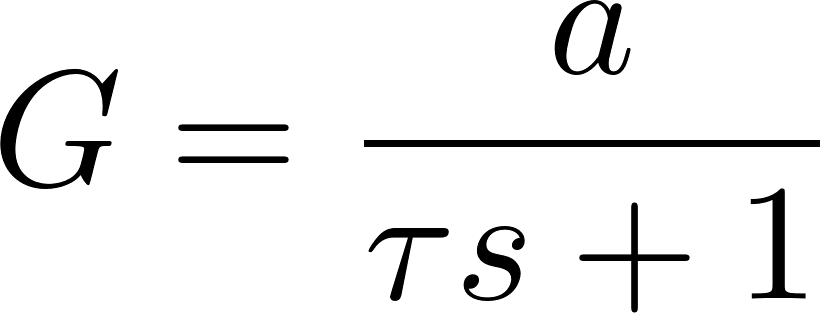 G = a / (τs + 1)